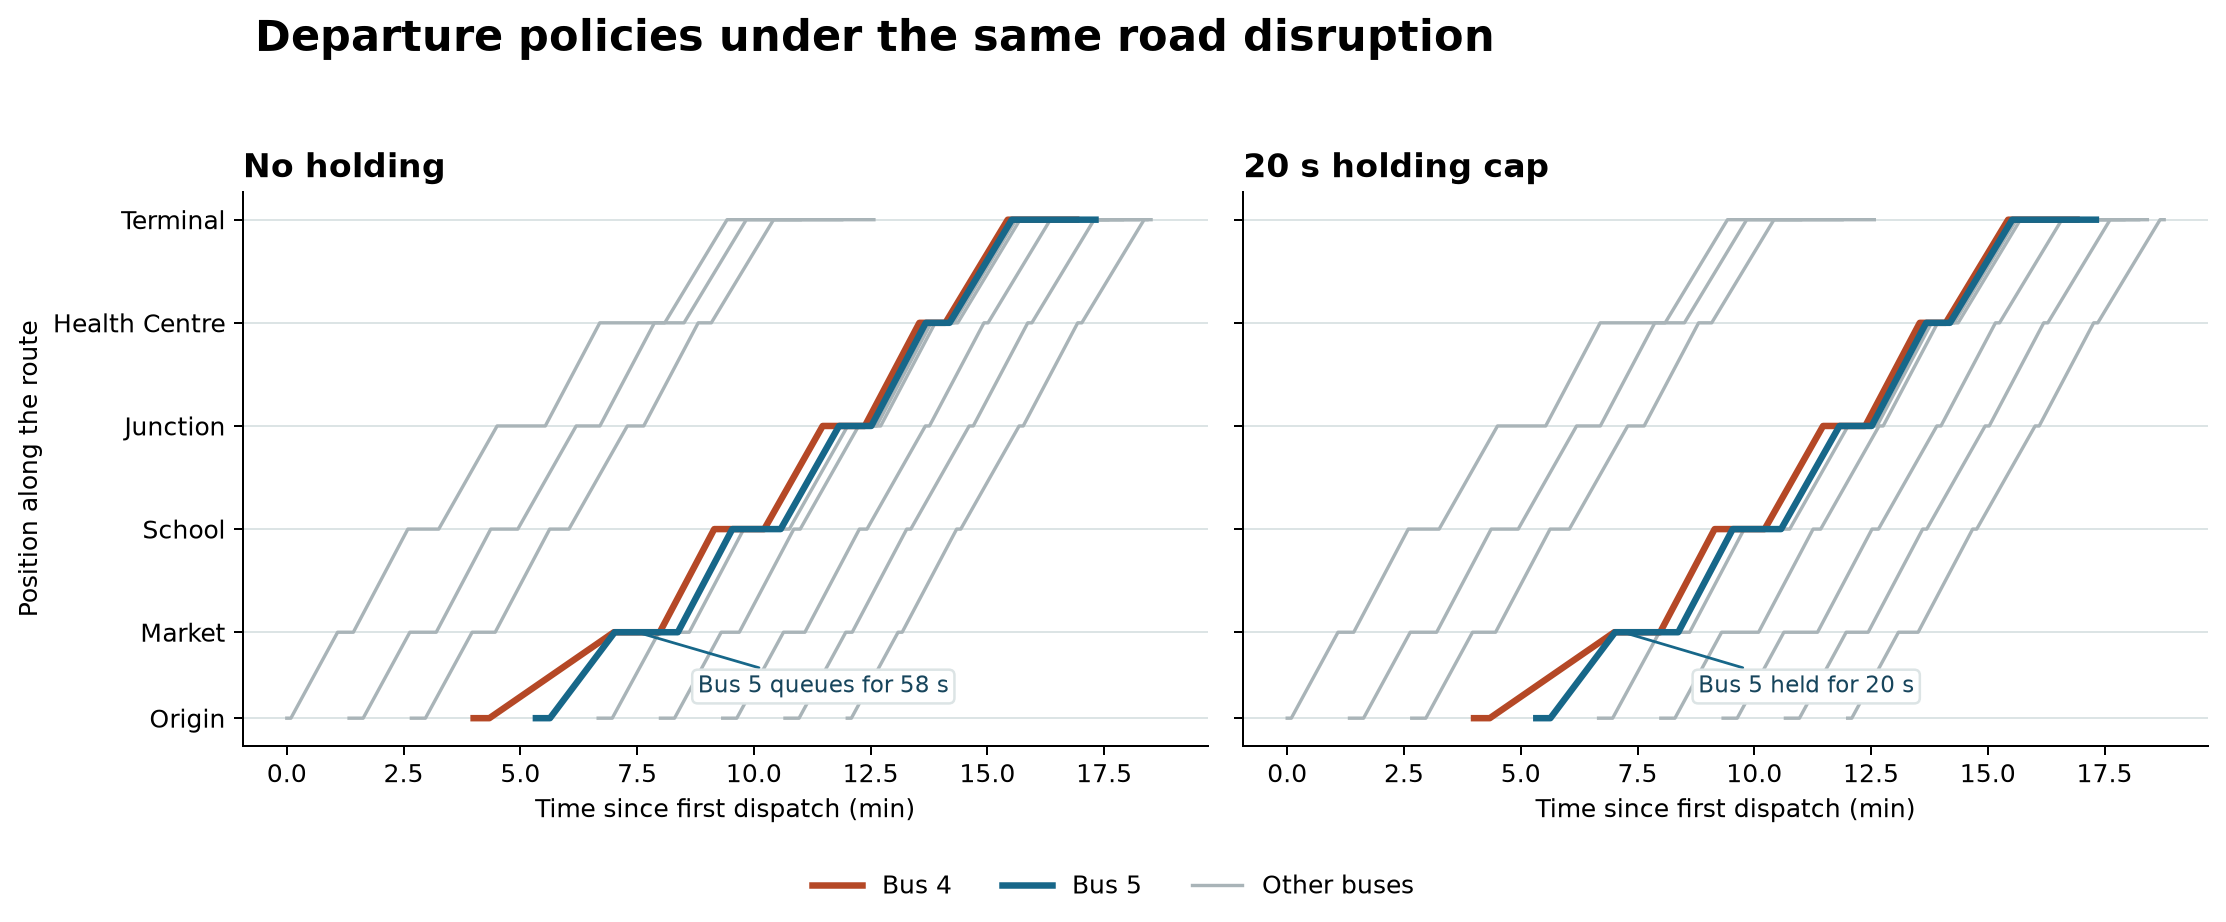 Departure policies under the same road disruption
No holding
20 s holding cap
Position along the route
Terminal
Health Centre
Junction
School
Market
Origin
Bus 5 queues for 58 s
Bus 5 held for 20 s
0.0 2.5 5.0 7.5 10.0 12.5 15.0 17.5
0.0 2.5 5.0 7.5 10.0 12.5 15.0 17.5
Time since first dispatch (min)
Time since first dispatch (min)
Bus 4 Bus 5 Other buses